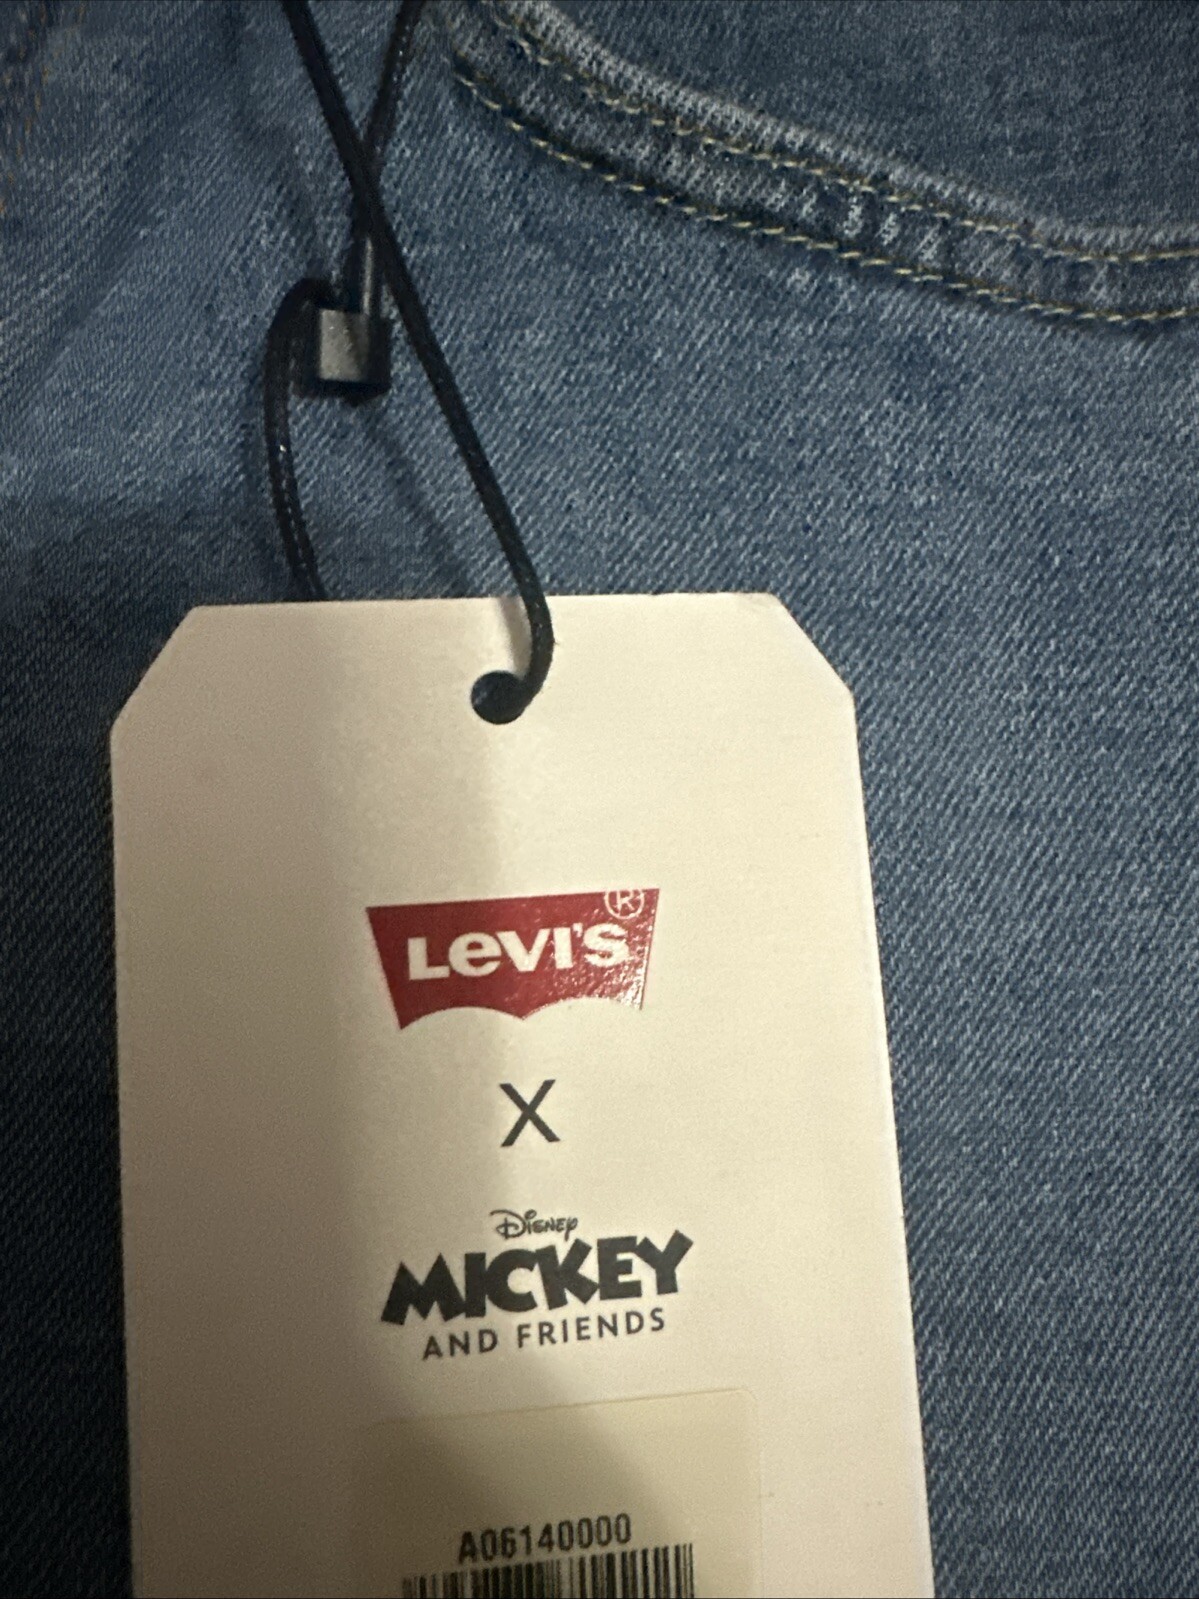 LEVI'S®
X
Disney
MICKEY
AND FRIENDS
A06140000